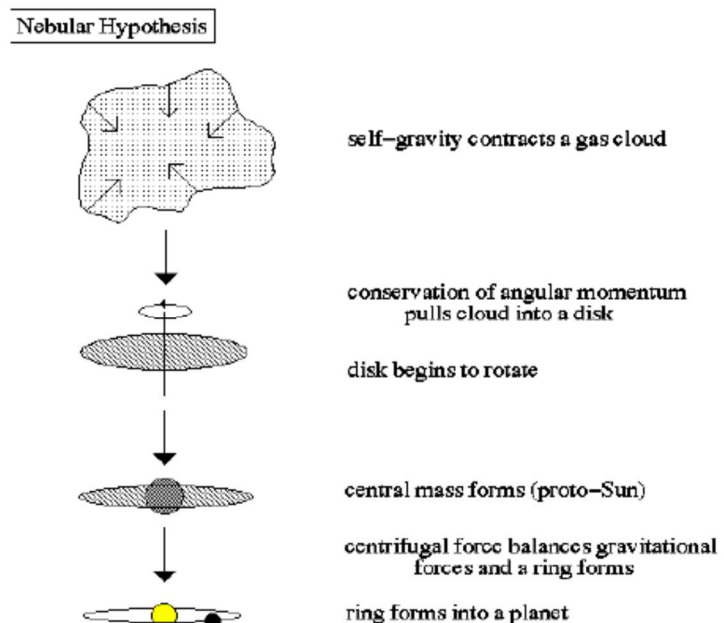 Nebular Hypothesis
self-gravity contracts a gas cloud
conservation of angular momentum
pulls cloud into a disk
disk begins to rotate
central mass forms (proto-Sun)
centrifugal force balances gravitational
forces and a ring forms
ring forms into a planet